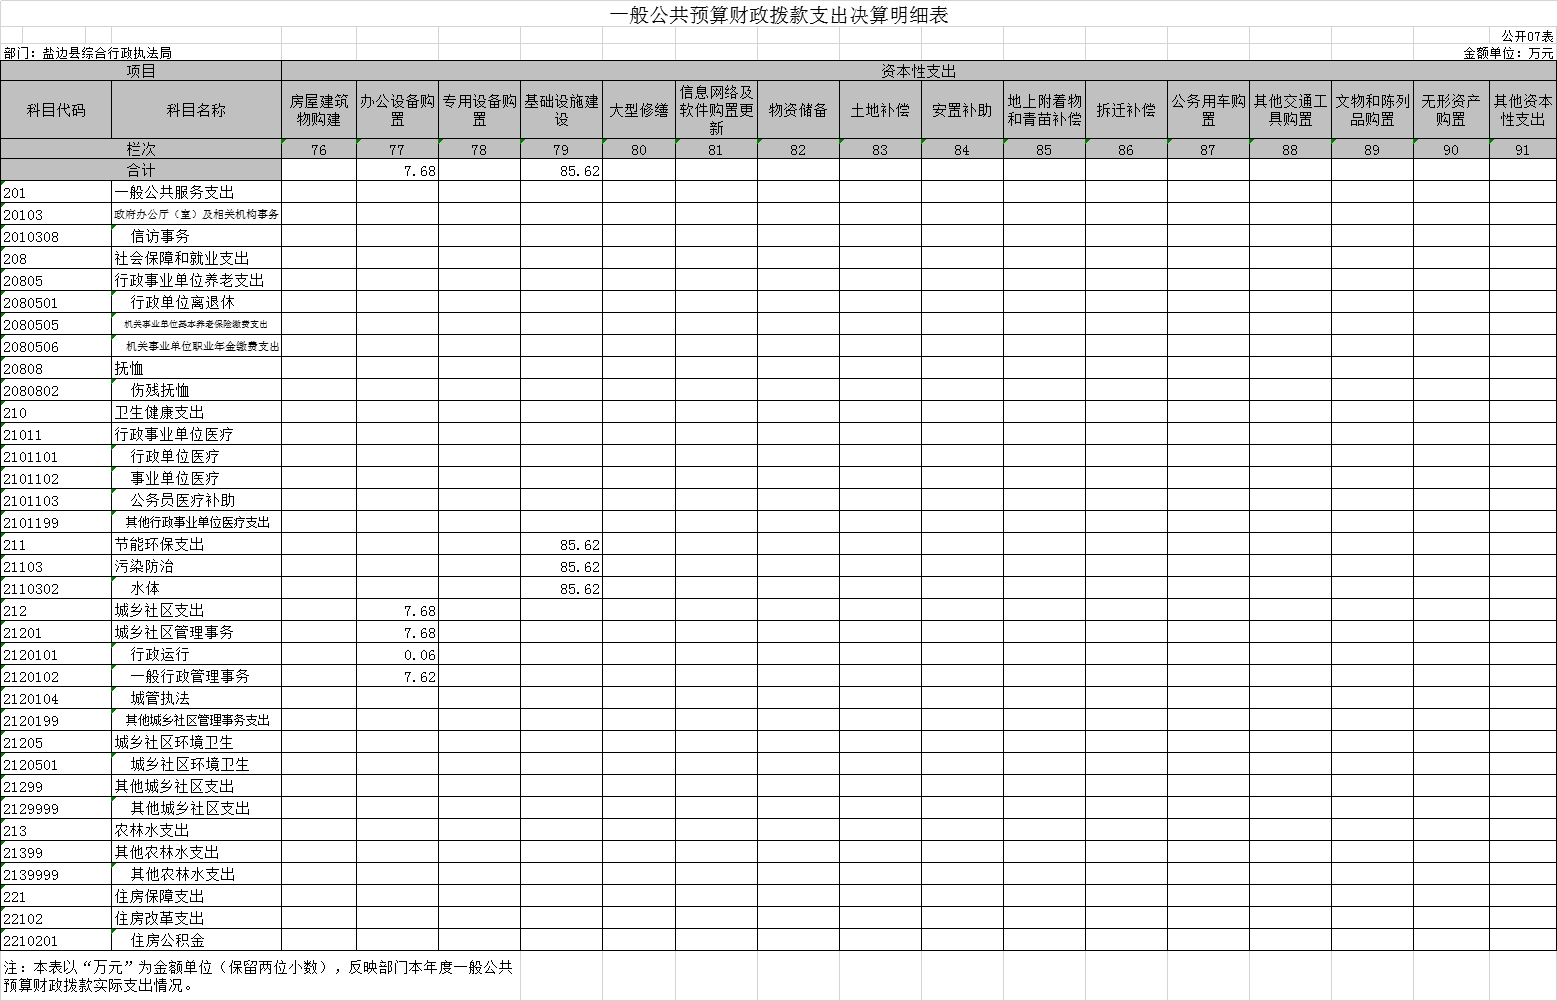 一般公共预算财政拨款支出决算明细表
公开07表
部门：盐边县综合行政执法局 金额单位：万元
项目 资本性支出
科目代码 科目名称 房屋建筑物购建 办公设备购置 专用设备购置 基础设施建设 大型修缮 信息网络及软件购置更新 物资储备 土地补偿 安置补助 地上附着物和青苗补偿 拆迁补偿 公务用车购置 其他交通工具购置 文物和陈列品购置 无形资产购置 其他资本性支出
栏次 76 77 78 79 80 81 82 83 84 85 86 87 88 89 90 91
合计 7.68 85.62
201 一般公共服务支出
20103 政府办公厅（室）及相关机构事务
2010308 信访事务
208 社会保障和就业支出
20805 行政事业单位养老支出
2080501 行政单位离退休
2080505 机关事业单位基本养老保险缴费支出
2080506 机关事业单位职业年金缴费支出
20808 抚恤
2080802 伤残抚恤
210 卫生健康支出
21011 行政事业单位医疗
2101101 行政单位医疗
2101102 事业单位医疗
2101103 公务员医疗补助
2101199 其他行政事业单位医疗支出
211 节能环保支出 85.62
21103 污染防治 85.62
2110302 水体 85.62
212 城乡社区支出 7.68
21201 城乡社区管理事务 7.68
2120101 行政运行 0.06
2120102 一般行政管理事务 7.62
2120104 城管执法
2120199 其他城乡社区管理事务支出
21205 城乡社区环境卫生
2120501 城乡社区环境卫生
21299 其他城乡社区支出
2129999 其他城乡社区支出
213 农林水支出
21399 其他农林水支出
2139999 其他农林水支出
221 住房保障支出
22102 住房改革支出
2210201 住房公积金
注：本表以“万元”为金额单位（保留两位小数），反映部门本年度一般公共
预算财政拨款实际支出情况。